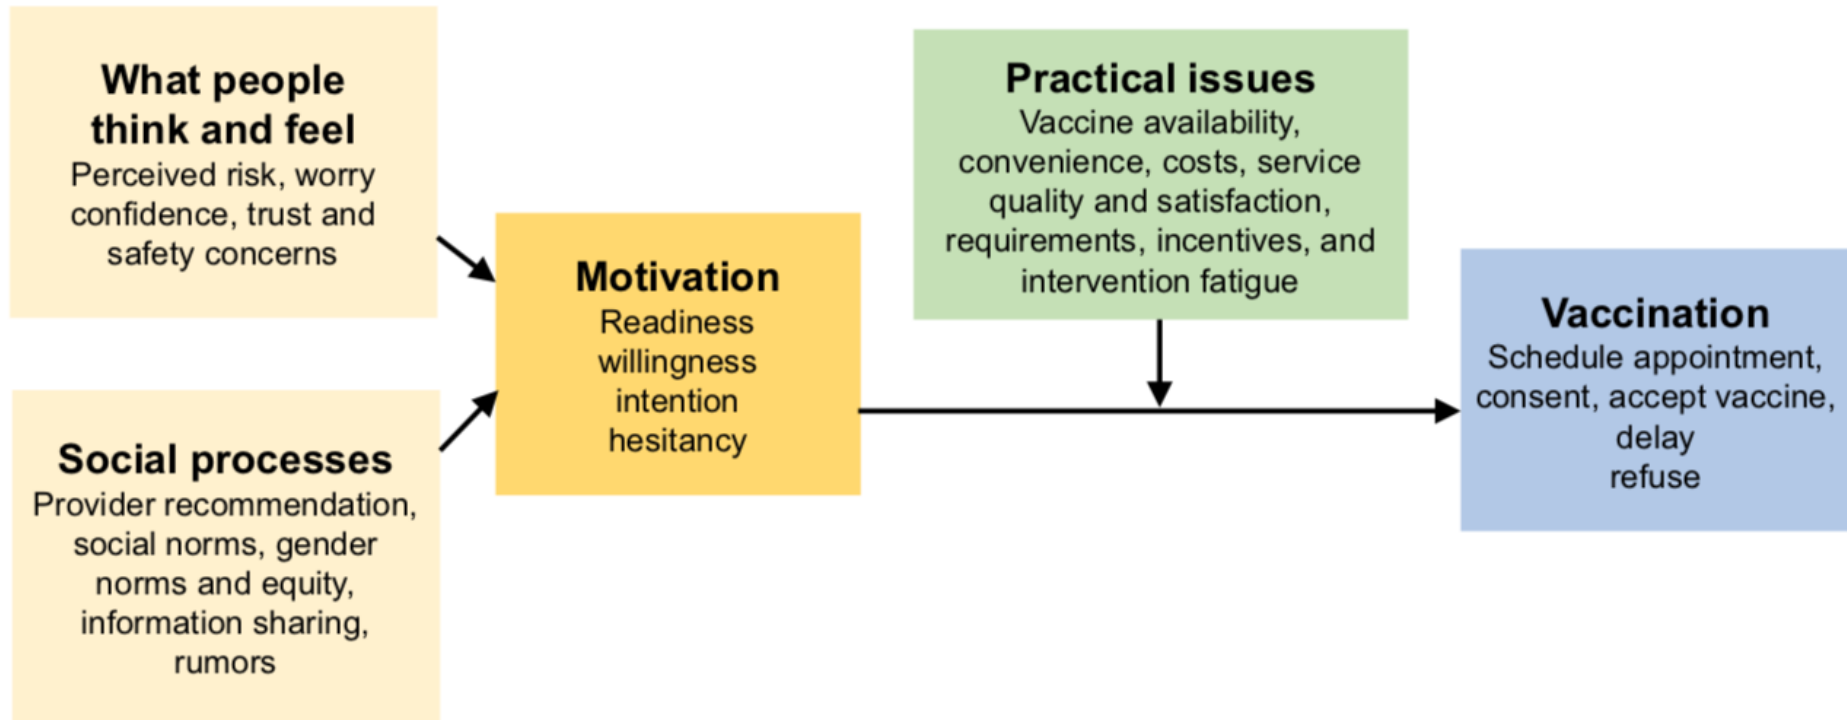 What people
think and feel
Perceived risk, worry
confidence, trust and
safety concerns
Social processes
Provider recommendation,
social norms, gender
norms and equity,
information sharing,
rumors
Motivation
Readiness
willingness
intention
hesitancy
Practical issues
Vaccine availability,
convenience, costs, service
quality and satisfaction,
requirements, incentives, and
intervention fatigue
Vaccination
Schedule appointment,
consent, accept vaccine,
delay
refuse